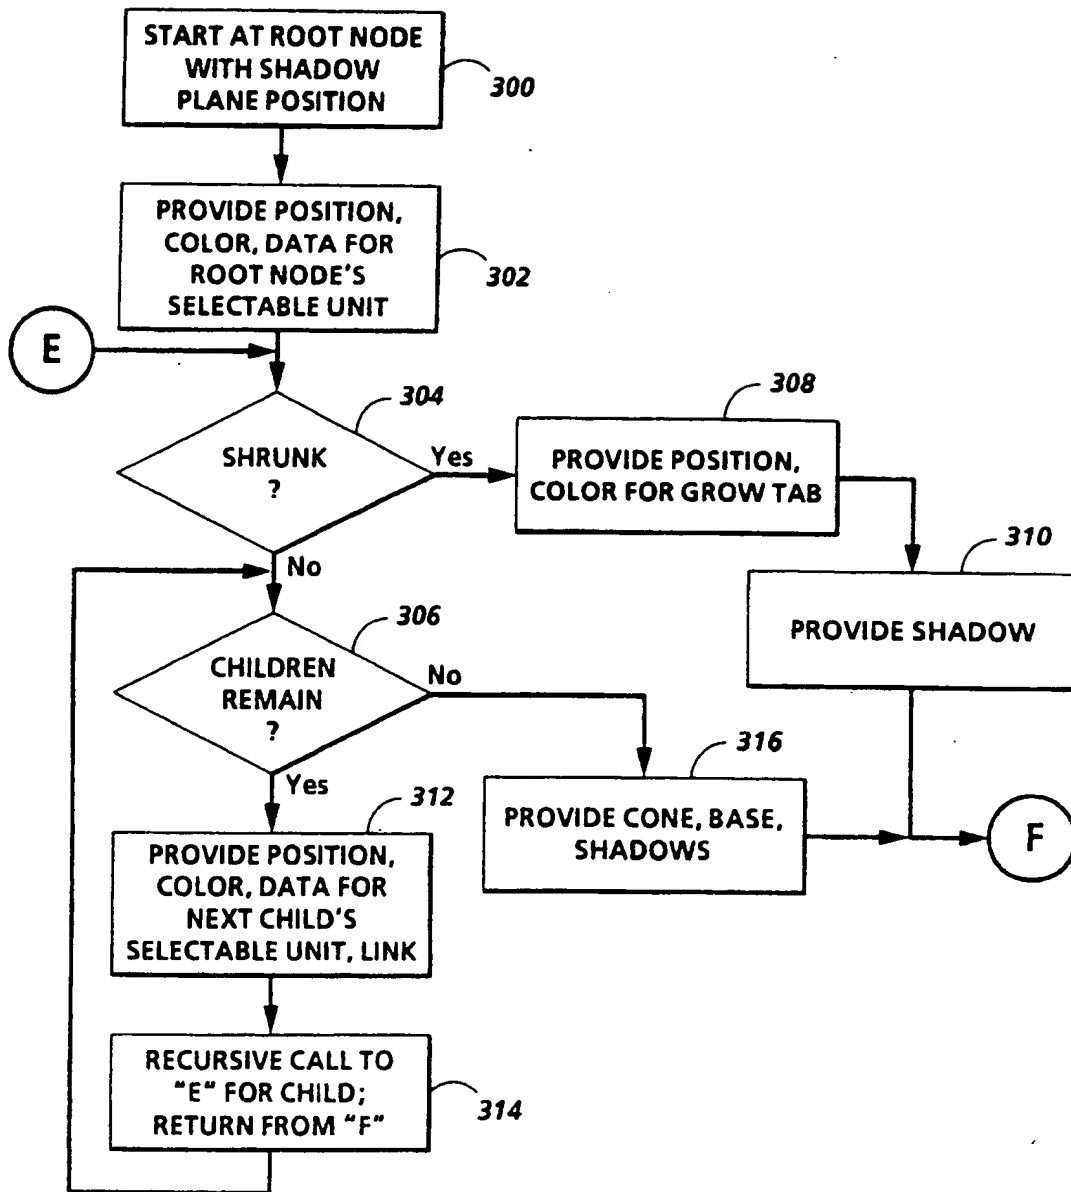 START AT ROOT NODE
WITH SHADOW
PLANE POSITION
300
PROVIDE POSITION,
COLOR, DATA FOR
ROOT NODE'S
SELECTABLE UNIT
302
E
304
SHRUNK
?
Yes
No
308
PROVIDE POSITION,
COLOR FOR GROW TAB
310
PROVIDE SHADOW
306
CHILDREN
REMAIN
?
No
Yes
316
PROVIDE CONE, BASE,
SHADOWS
F
312
PROVIDE POSITION,
COLOR, DATA FOR
NEXT CHILD'S
SELECTABLE UNIT, LINK
RECURSIVE CALL TO
"E" FOR CHILD;
RETURN FROM "F"
314